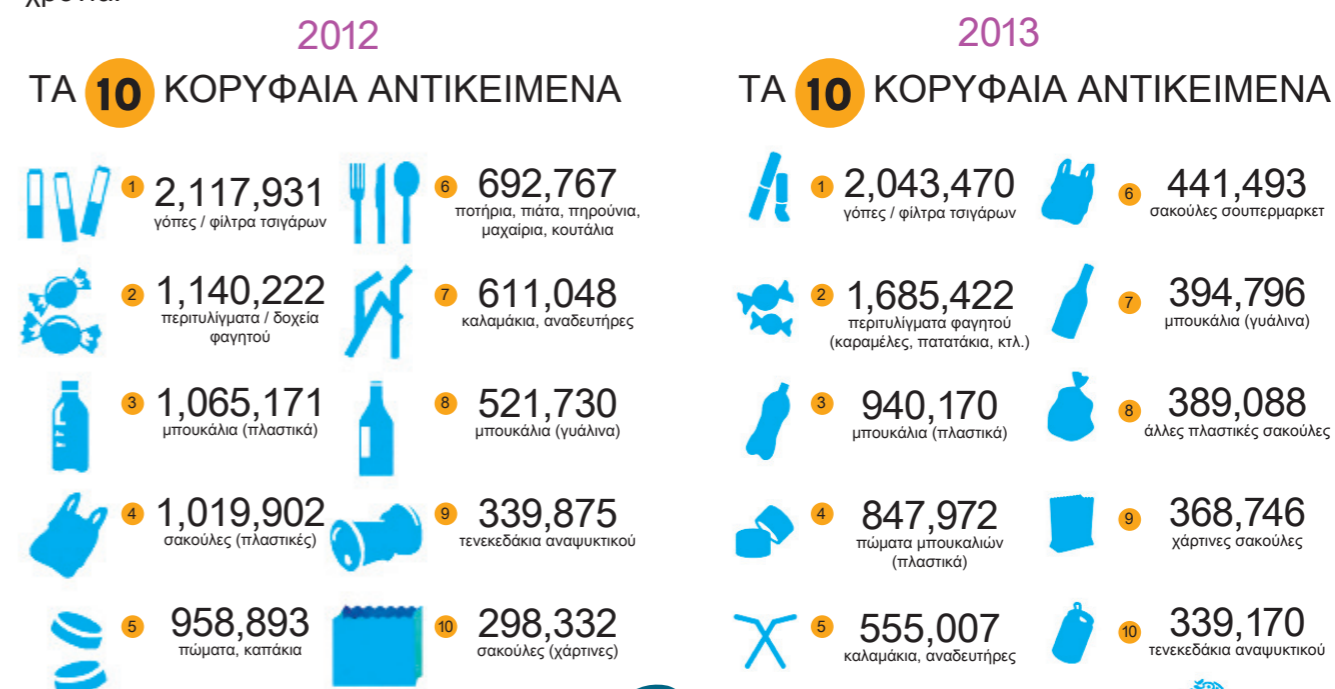 χρόνια.
2012
ΤΑ 10 ΚΟΡΥΦΑΙΑ ΑΝΤΙΚΕΙΜΕΝΑ
1 2,117,931
γόπες / φίλτρα τσιγάρων
2 1,140,222
περιτυλίγματα / δοχεία
φαγητού
3 1,065,171
μπουκάλια (πλαστικά)
4 1,019,902
σακούλες (πλαστικές)
5 958,893
πώματα, καπάκια
6 692,767
ποτήρια, πιάτα, πηρούνια,
μαχαίρια, κουτάλια
7 611,048
καλαμάκια, αναδευτήρες
8 521,730
μπουκάλια (γυάλινα)
9 339,875
τενεκεδάκια αναψυκτικού
10 298,332
σακούλες (χάρτινες)
2013
ΤΑ 10 ΚΟΡΥΦΑΙΑ ΑΝΤΙΚΕΙΜΕΝΑ
1 2,043,470
γόπες / φίλτρα τσιγάρων
2 1,685,422
περιτυλίγματα φαγητού
(καραμέλες, πατατάκια, κτλ.)
3 940,170
μπουκάλια (πλαστικά)
4 847,972
πώματα μπουκαλιών
(πλαστικά)
5 555,007
καλαμάκια, αναδευτήρες
6 441,493
σακούλες σουπερμαρκετ
7 394,796
μπουκάλια (γυάλινα)
8 389,088
άλλες πλαστικές σακούλες
9 368,746
χάρτινες σακούλες
10 339,170
τενεκεδάκια αναψυκτικού